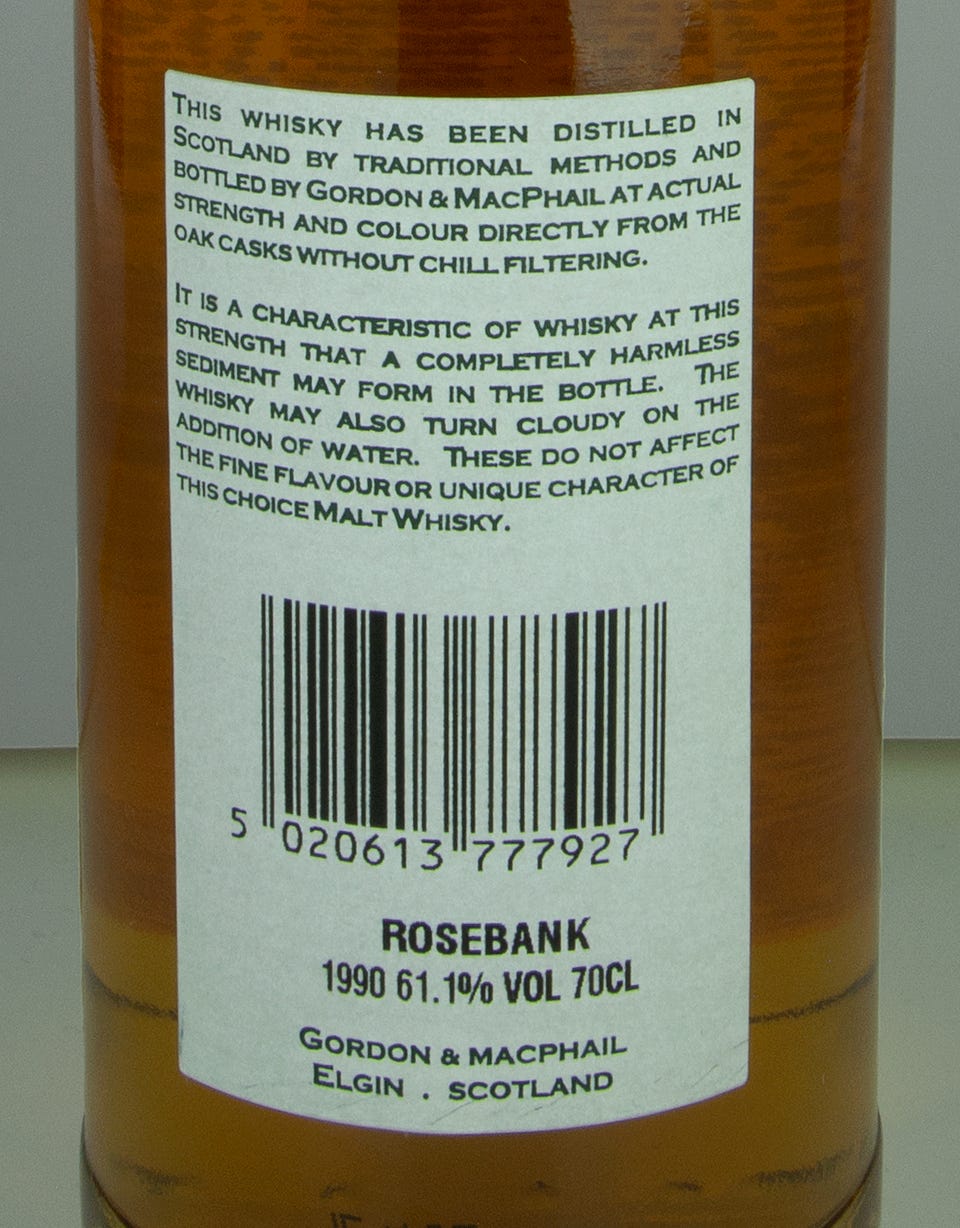 THIS WHISKY HAS BEEN DISTILLED IN
SCOTLAND BY TRADITIONAL METHODS AND
BOTTLED BY GORDON & MACPHAIL AT ACTUAL
STRENGTH AND COLOUR DIRECTLY FROM THE
OAK CASKS WITHOUT CHILL FILTERING.
IT IS A CHARACTERISTIC OF WHISKY AT THIS
STRENGTH THAT A COMPLETELY HARMLESS
SEDIMENT MAY FORM IN THE BOTTLE. THE
WHISKY MAY ALSO TURN CLOUDY ON THE
ADDITION OF WATER. THESE DO NOT AFFECT
THE FINE FLAVOUR OR UNIQUE CHARACTER OF
THIS CHOICE MALT WHISKY.
5 020613 777927
ROSEBANK
1990 61.1% VOL 70CL
GORDON & MACPHAIL
ELGIN . SCOTLAND